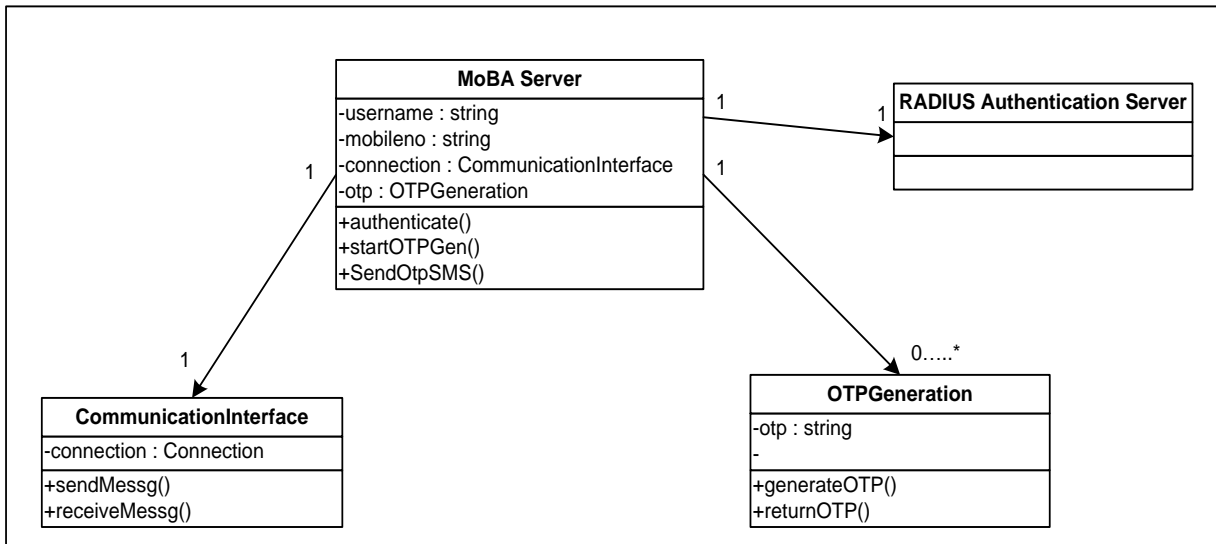 MoBA Server
-username : string
-mobileno : string
-connection : CommunicationInterface
-otp : OTPGeneration
+authenticate()
+startOTPGen()
+SendOtpSMS()
1
1
RADIUS Authentication Server
1
1
1
0.....*
CommunicationInterface
-connection : Connection
+sendMessg()
+receiveMessg()
OTPGeneration
-otp : string
-
+generateOTP()
+returnOTP()